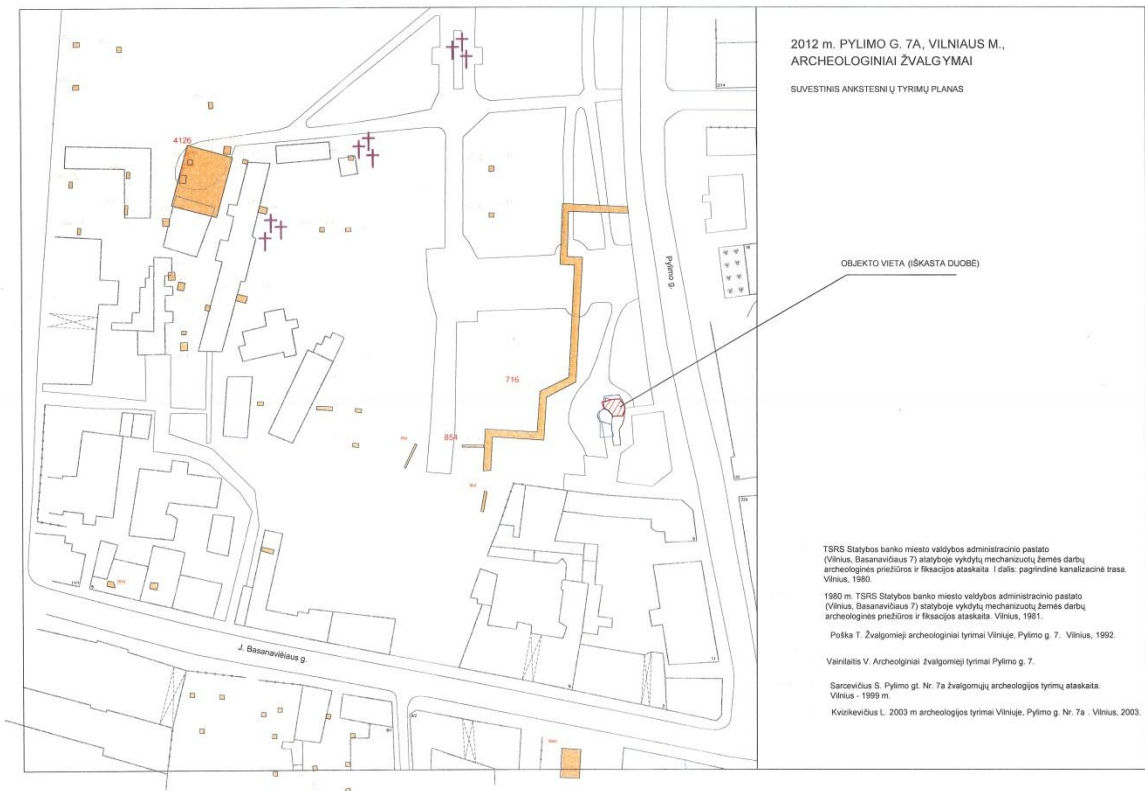 2012 m. PYLIMO G. 7A, VILNIAUS M.,
ARCHEOLOGINIAI ŽVALGYMAI
SUVESTINIS ANKSTESNIŲ TYRIMŲ PLANAS
4126
Pylimo g.
OBJEKTO VIETA (IŠKASTA DUOBĖ)
716
854
J. Basanavičiaus g.
TSRS Statybos banko miesto valdybos administracinio pastato
(Vilnius, Basanavičiaus 7) atatyboje vykdytų mechanizuotų žemės darbų
archeologinės priežiūros ir fiksacijos ataskaita I dalis: pagrindinė kanalizacinė trasa.
Vilnius, 1980.
1980 m. TSRS Statybos banko miesto valdybos administracinio pastato
(Vilnius, Basanavičiaus 7) statyboje vykdytų mechanizuotų žemės darbų
archeologinės priežiūros ir fiksacijos ataskaita. Vilnius, 1981.
Poška T. Žvalgomieji archeologiniai tyrimai Vilniuje, Pylimo g. 7. Vilnius, 1992.
Vainilaitis V. Archeolginiai žvalgomieji tyrimai Pylimo g. 7.
Sarcevičius S. Pylimo gt. Nr. 7a žvalgomųjų archeologijos tyrimų ataskaita.
Vilnius - 1999 m.
Kvizikevičius L. 2003 m archeologijos tyrimai Vilniuje, Pylimo g. Nr. 7a . Vilnius, 2003.